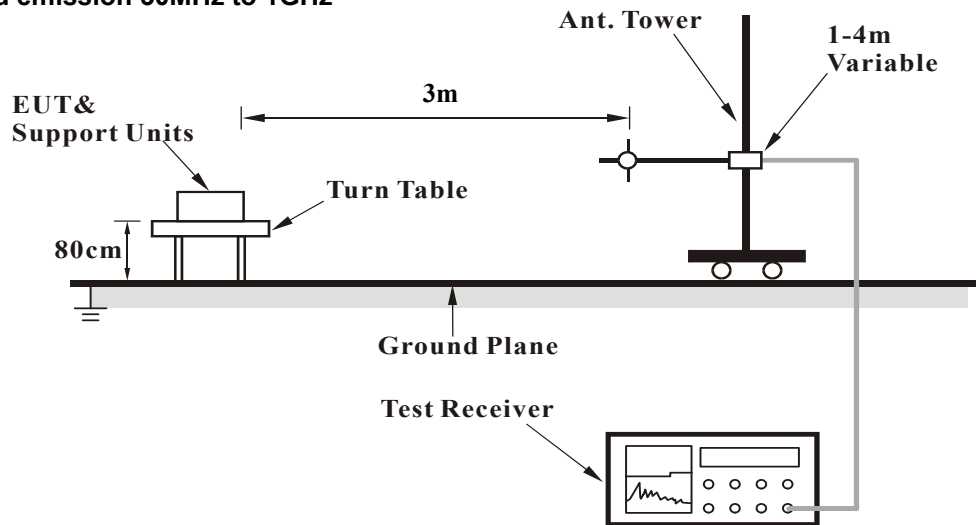 Ant. Tower
1-4m
Variable
3m
EUT&
Support Units
Turn Table
80cm
Ground Plane
Test Receiver